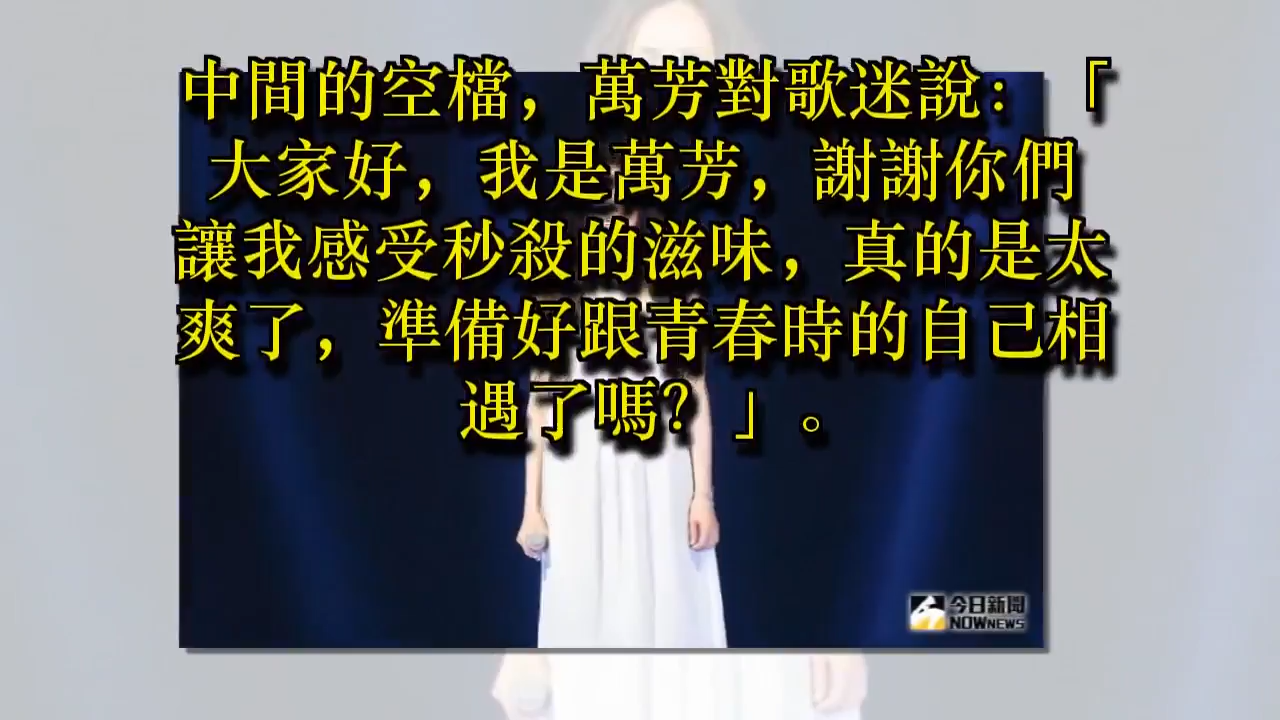 中間的空檔，萬芳對歌迷說：「
大家好，我是萬芳，謝謝你們
讓我感受秒殺的滋味，真的是太
爽了，準備好跟青春時的自己相
遇了嗎？」。
今日新聞
NOWNEWS